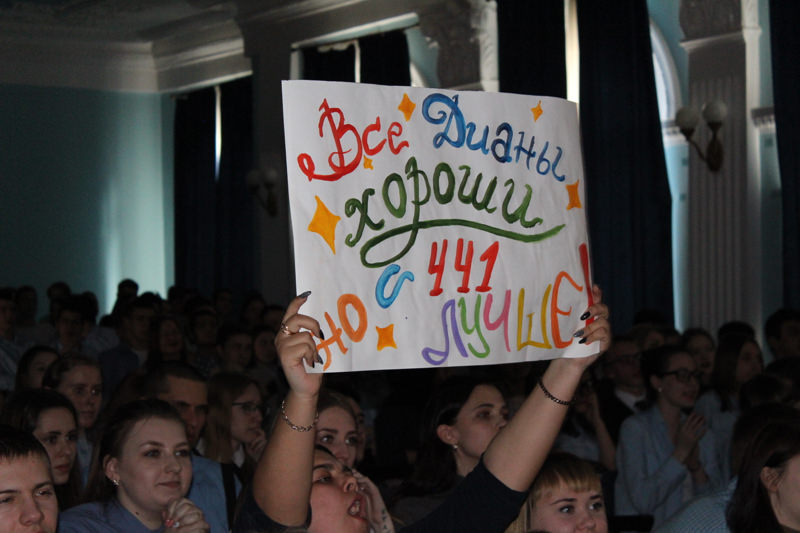 Все Дианы
хороши
но с 441
ЛУЧШЕ!